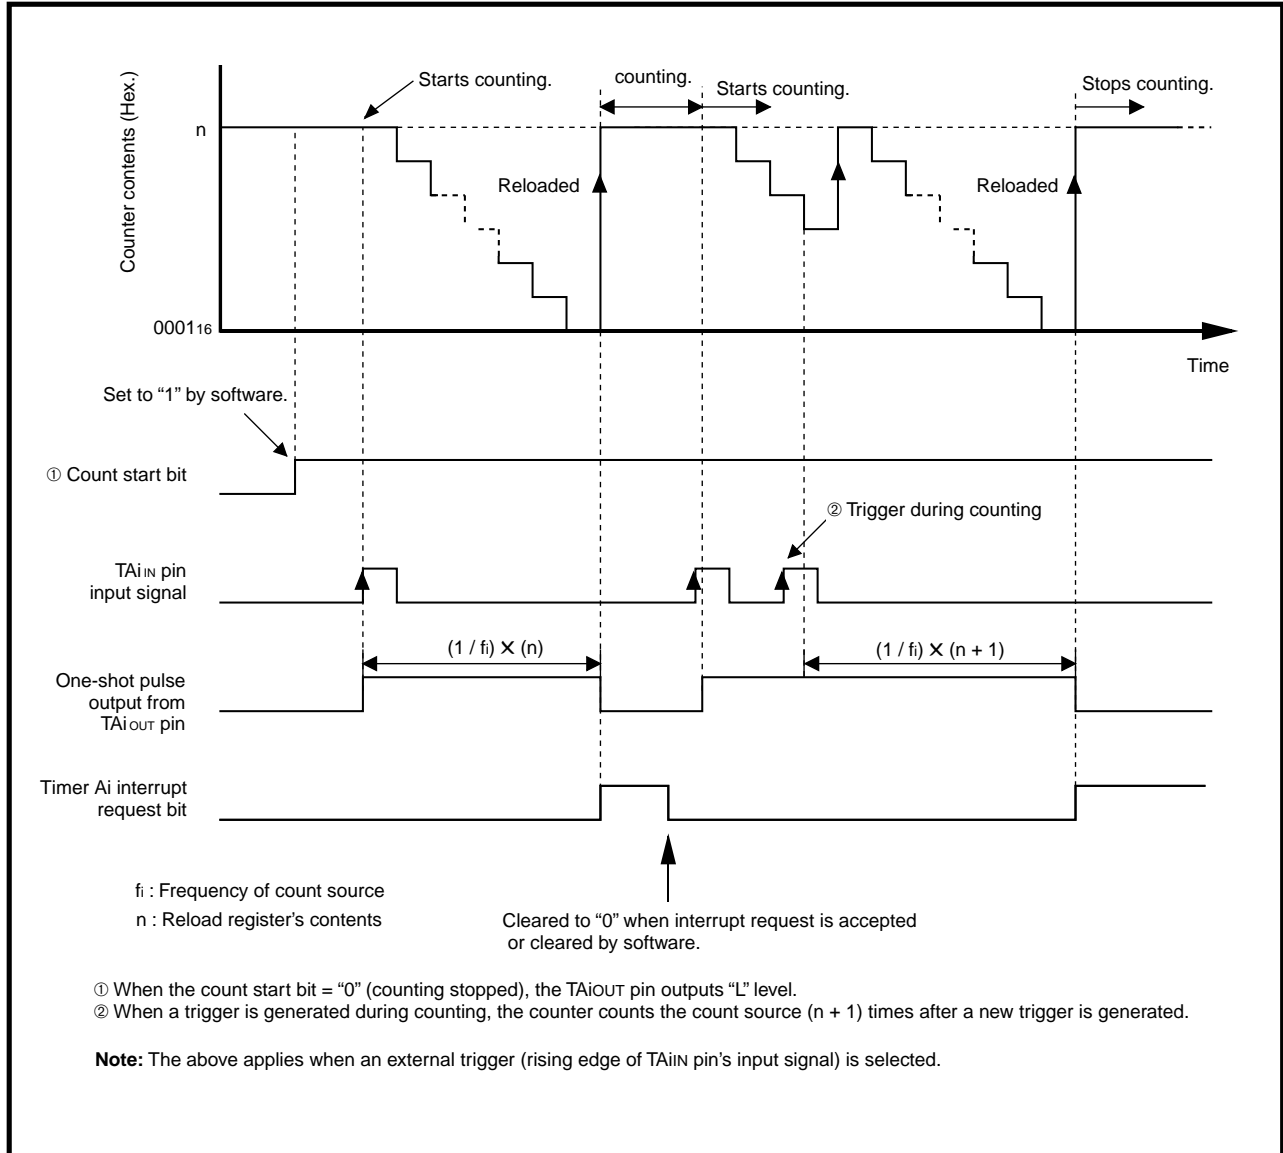 Counter contents (Hex.)
Starts counting.
counting.
Starts counting.
Stops counting.
n
Reloaded
Reloaded
000116
Time
Set to “1” by software.
① Count start bit
② Trigger during counting
TAiIN pin
input signal
(1 / fi) ✕ (n)
(1 / fi) ✕ (n + 1)
One-shot pulse
output from
TAiOUT pin
Timer Ai interrupt
request bit
fi : Frequency of count source
n : Reload register’s contents
Cleared to “0” when interrupt request is accepted
or cleared by software.
① When the count start bit = “0” (counting stopped), the TAiOUT pin outputs “L” level.
② When a trigger is generated during counting, the counter counts the count source (n + 1) times after a new trigger is generated.
Note: The above applies when an external trigger (rising edge of TAiIN pin’s input signal) is selected.